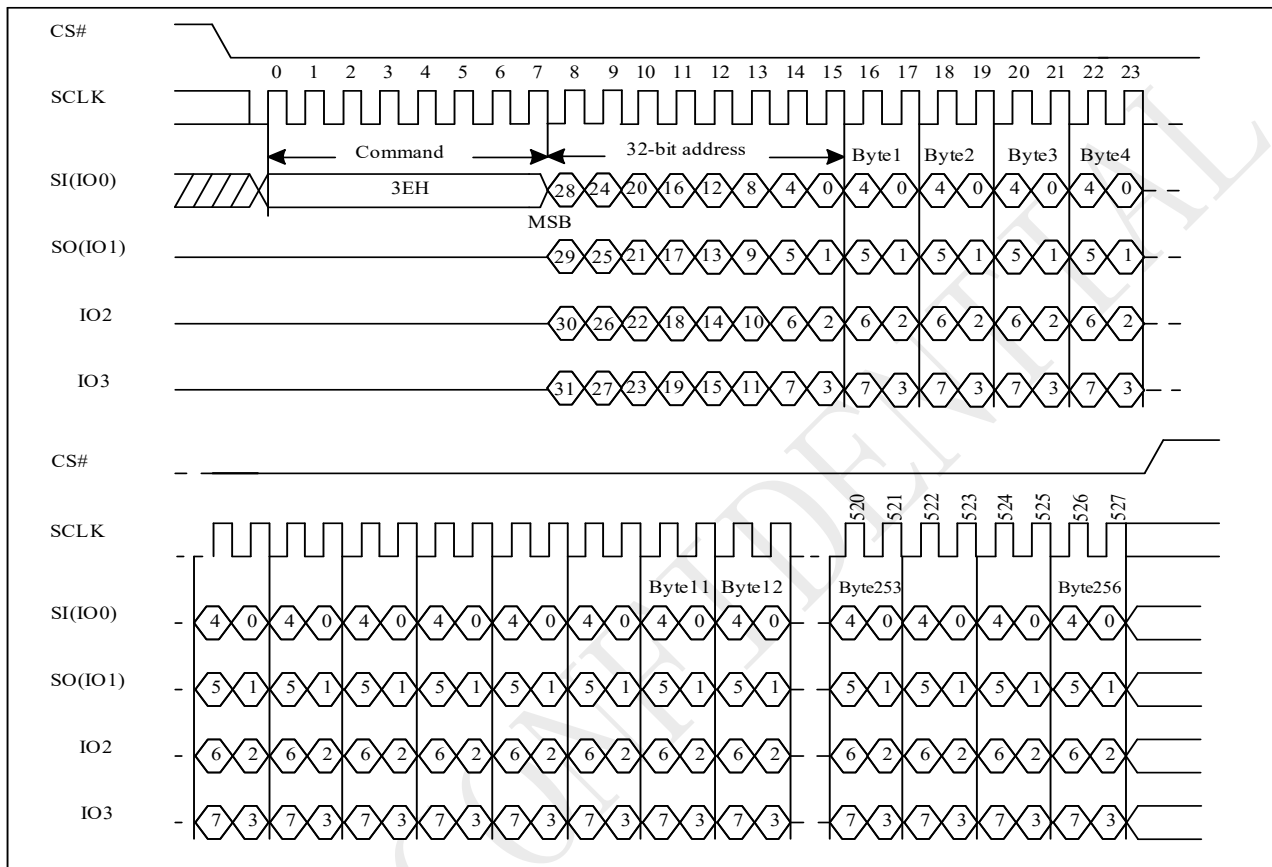 CS#
0 1 2 3 4 5 6 7 8 9 10 11 12 13 14 15 16 17 18 19 20 21 22 23
SCLK
Command 32-bit address Byte1 Byte2 Byte3 Byte4
SI(IO0) 3EH 28 24 20 16 12 8 4 0 4 0 4 0 4 0 4 0
MSB
SO(IO1) 29 25 21 17 13 9 5 1 5 1 5 1 5 1 5 1
IO2 30 26 22 18 14 10 6 2 6 2 6 2 6 2 6 2
IO3 31 27 23 19 15 11 7 3 7 3 7 3 7 3 7 3
CS#
520 521 522 523 524 525 526 527
SCLK
Byte11 Byte12 Byte253 Byte256
SI(IO0) 4 0 4 0 4 0 4 0 4 0 4 0 4 0 4 0 4 0 4 0 4 0 4 0
SO(IO1) 5 1 5 1 5 1 5 1 5 1 5 1 5 1 5 1 5 1 5 1 5 1 5 1
IO2 6 2 6 2 6 2 6 2 6 2 6 2 6 2 6 2 6 2 6 2 6 2 6 2
IO3 7 3 7 3 7 3 7 3 7 3 7 3 7 3 7 3 7 3 7 3 7 3 7 3
CONFIDENTIAL